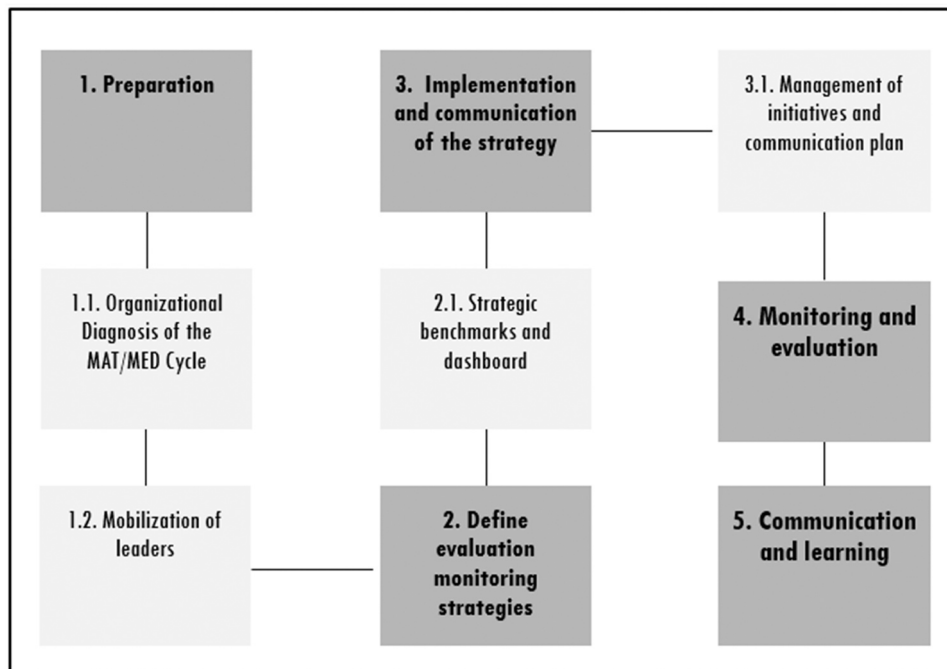 1. Preparation
1.1. Organizational
Diagnosis of the
MAT/MED Cycle
1.2. Mobilization of
leaders
2. Define
evaluation
monitoring
strategies
2.1. Strategic
benchmarks and
dashboard
3. Implementation
and communication
of the strategy
3.1. Management of
initiatives and
communication plan
4. Monitoring and
evaluation
5. Communication
and learning